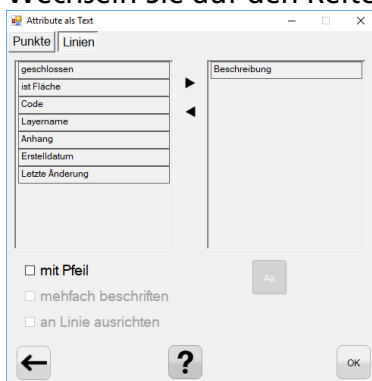 Wechseln Sie auf den Reite
Attribute als Text
Punkte Linien
geschlossen
ist Fläche
Code
Layername
Anhang
Erstelldatum
Letzte Änderung
Beschreibung
mit Pfeil
mehfach beschriften
an Linie ausrichten
Aa
?
OK